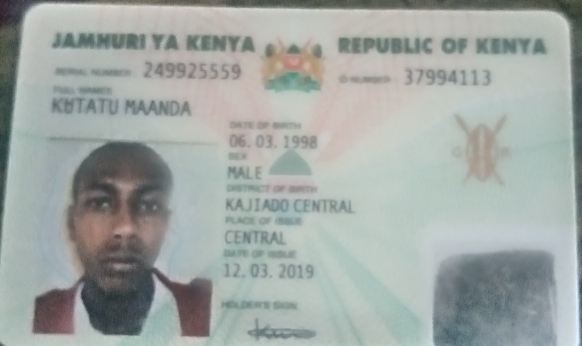 JAMHURI YA KENYA REPUBLIC OF KENYA
SERIAL NUMBER: 249925559 ID NUMBER: 37994113
FULL NAMES
KUTATU MAANDA
DATE OF BIRTH
06. 03. 1998
SEX
MALE
DISTRICT OF BIRTH
KAJIADO CENTRAL
PLACE OF ISSUE
CENTRAL
DATE OF ISSUE
12. 03. 2019
HOLDER'S SIGN.